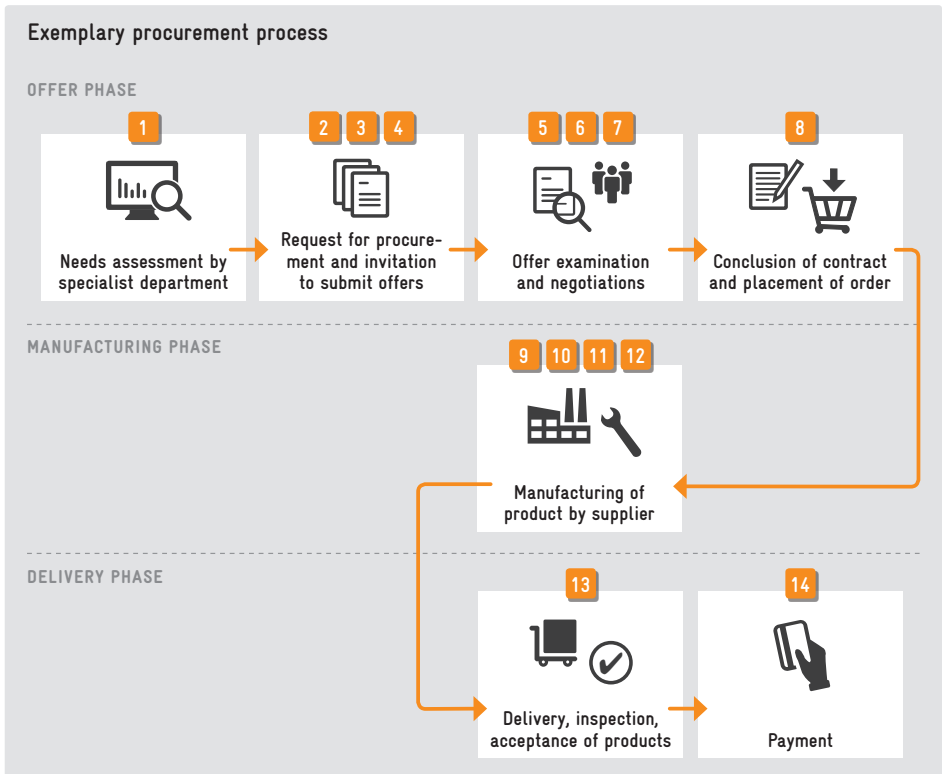 Exemplary procurement process
OFFER PHASE
1
2 3 4
5 6 7
8
Needs assessment by
specialist department
Request for procure-
ment and invitation
to submit offers
Offer examination
and negotiations
Conclusion of contract
and placement of order
MANUFACTURING PHASE
9 10 11 12
Manufacturing of
product by supplier
DELIVERY PHASE
13
14
Delivery, inspection,
acceptance of products
Payment